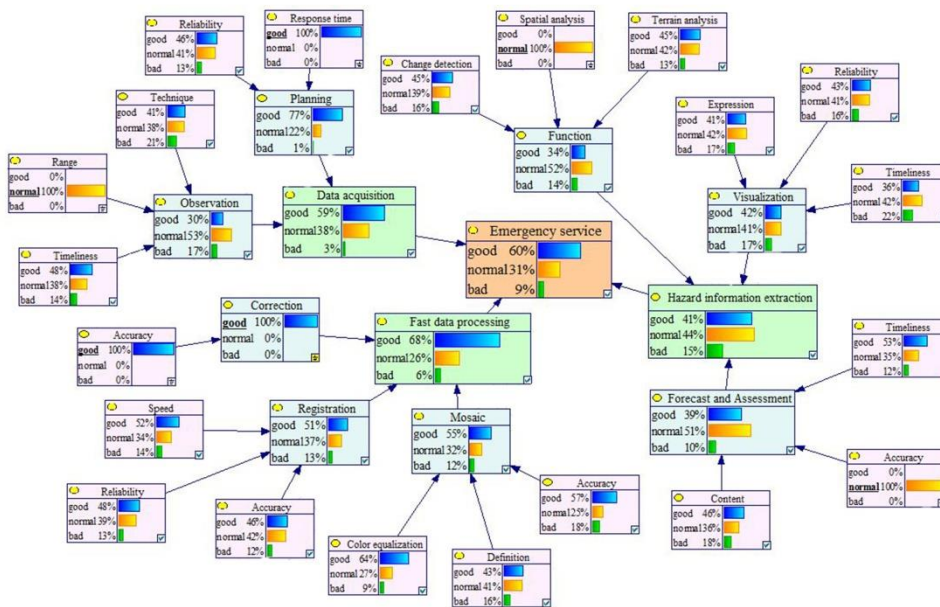 Reliability
good 46%
normal 41%
bad 13%
Response time
good 100%
normal 0%
bad 0%
Spatial analysis
good 0%
normal 100%
bad 0%
Terrain analysis
good 45%
normal 42%
bad 13%
Change detection
good 45%
normal 39%
bad 16%
Reliability
good 43%
normal 41%
bad 16%
Technique
good 41%
normal 38%
bad 21%
Planning
good 77%
normal 22%
bad 1%
Expression
good 41%
normal 42%
bad 17%
Function
good 34%
normal 52%
bad 14%
Range
good 0%
normal 100%
bad 0%
Timeliness
good 36%
normal 42%
bad 22%
Observation
good 30%
normal 53%
bad 17%
Data acquisition
good 59%
normal 38%
bad 3%
Visualization
good 42%
normal 41%
bad 17%
Emergency service
good 60%
normal 31%
bad 9%
Timeliness
good 48%
normal 38%
bad 14%
Hazard information extraction
good 41%
normal 44%
bad 15%
Correction
good 100%
normal 0%
bad 0%
Fast data processing
good 68%
normal 26%
bad 6%
Accuracy
good 100%
normal 0%
bad 0%
Timeliness
good 53%
normal 35%
bad 12%
Speed
good 52%
normal 34%
bad 14%
Registration
good 51%
normal 37%
bad 13%
Mosaic
good 55%
normal 32%
bad 12%
Forecast and Assessment
good 39%
normal 51%
bad 10%
Reliability
good 48%
normal 39%
bad 13%
Accuracy
good 46%
normal 42%
bad 12%
Accuracy
good 57%
normal 25%
bad 18%
Content
good 46%
normal 36%
bad 18%
Accuracy
good 0%
normal 100%
bad 0%
Color equalization
good 64%
normal 27%
bad 9%
Definition
good 43%
normal 41%
bad 16%